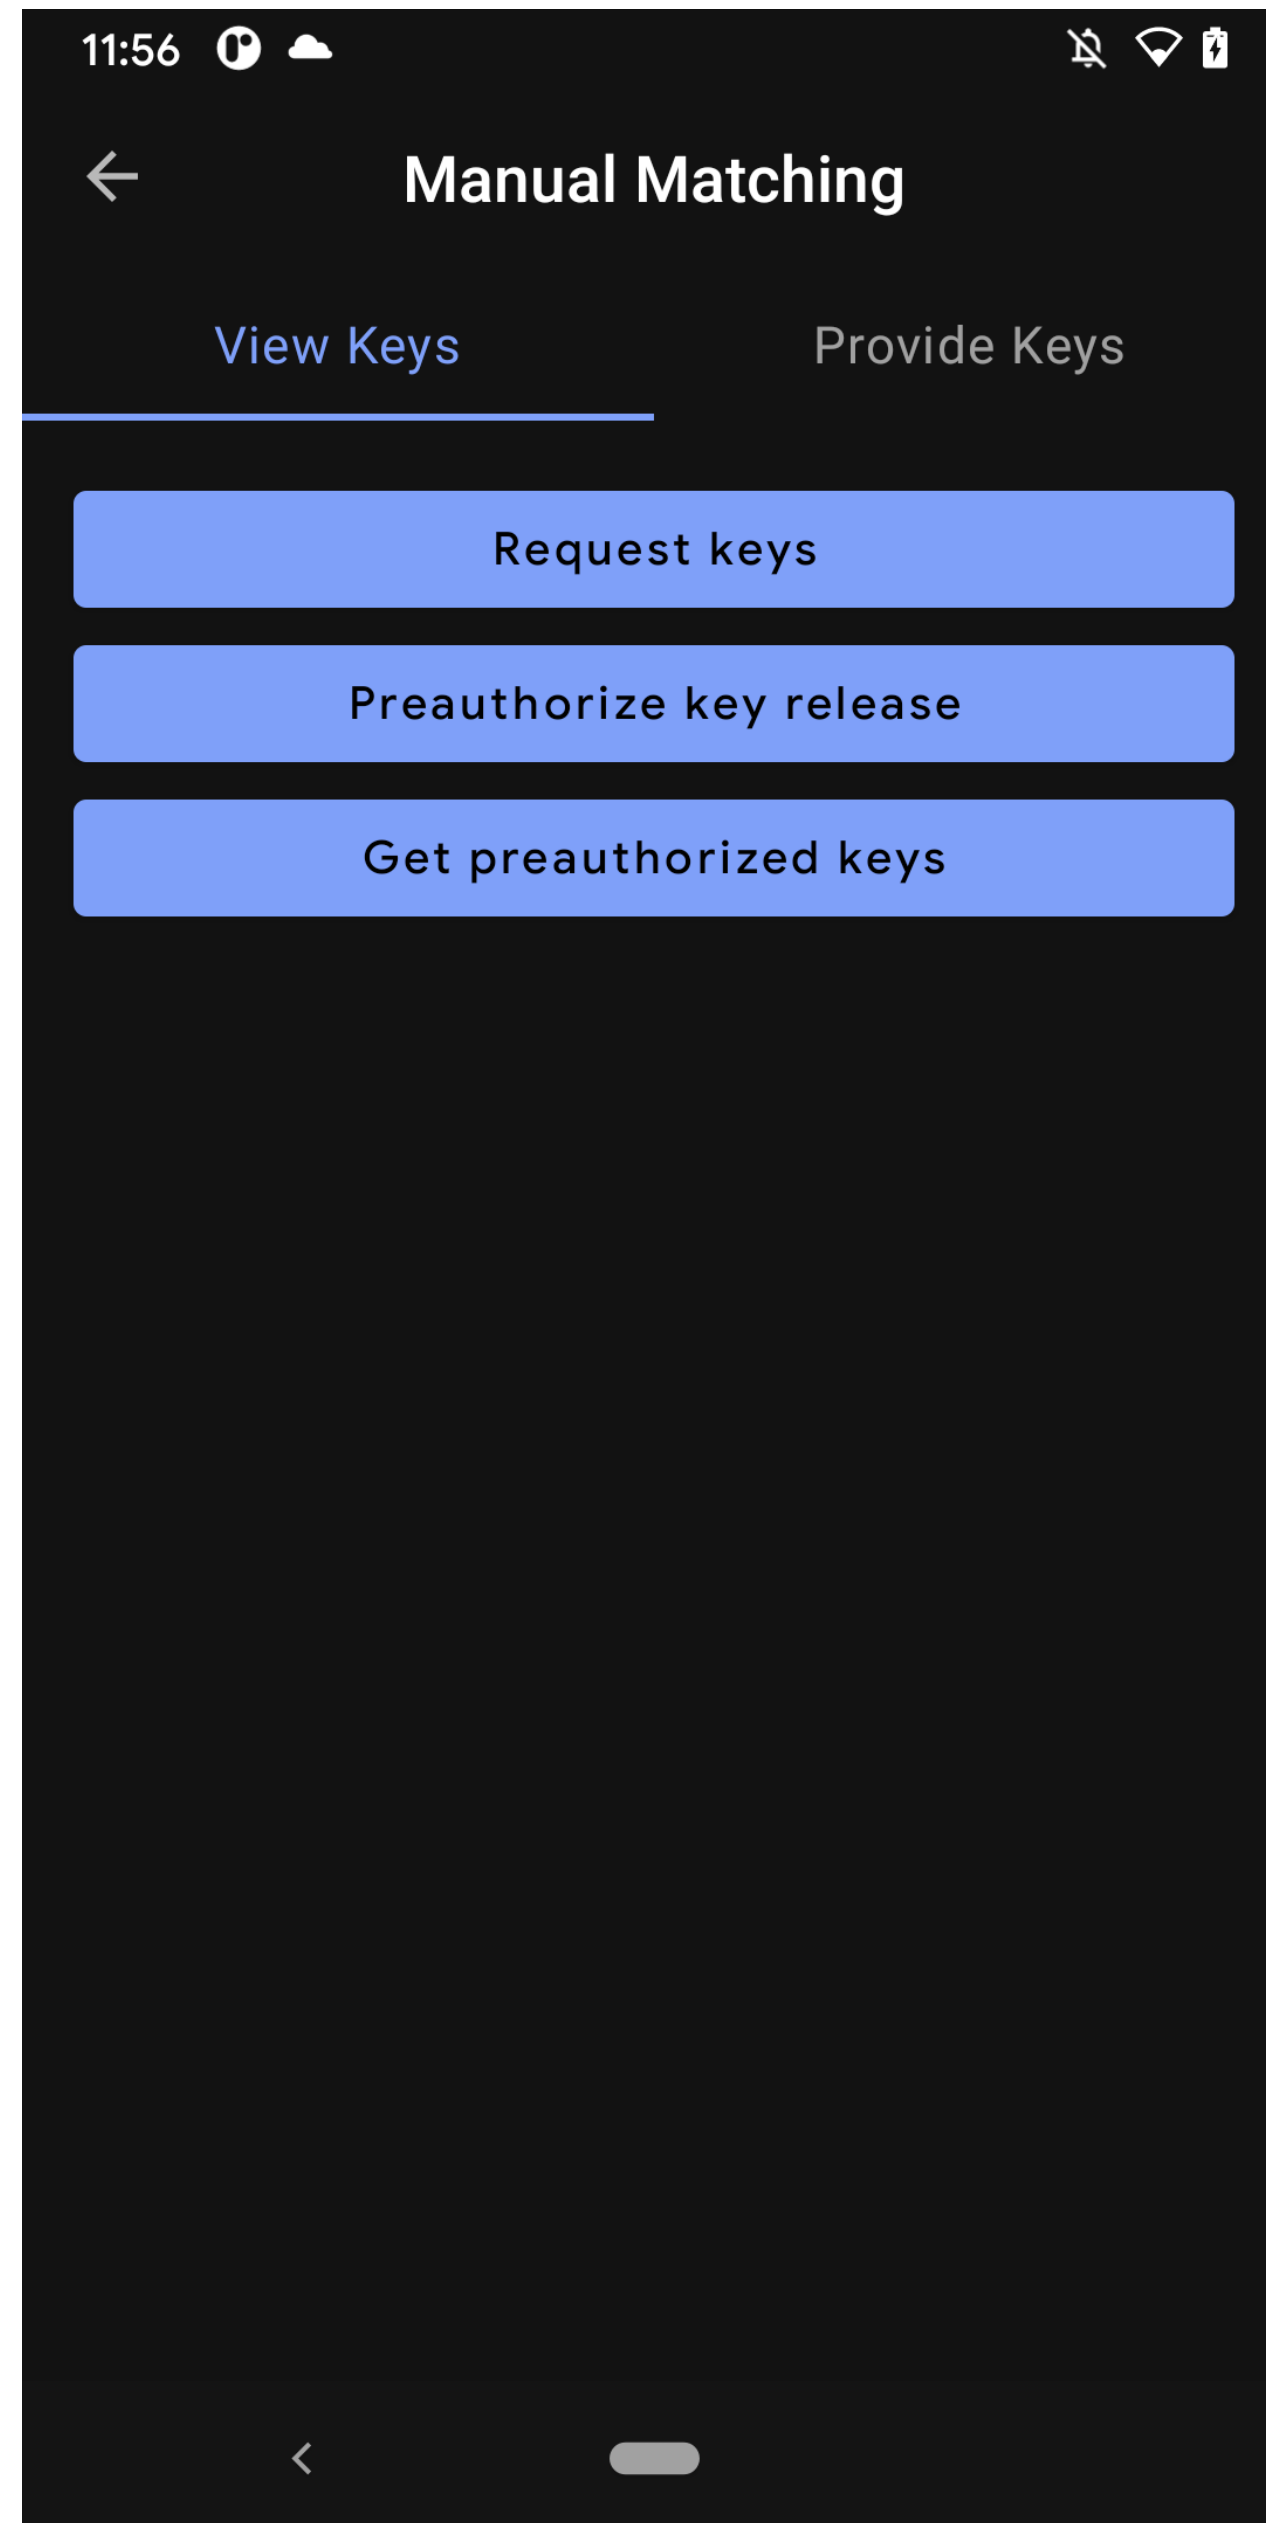 11:56
Manual Matching
View Keys Provide Keys
Request keys
Preauthorize key release
Get preauthorized keys